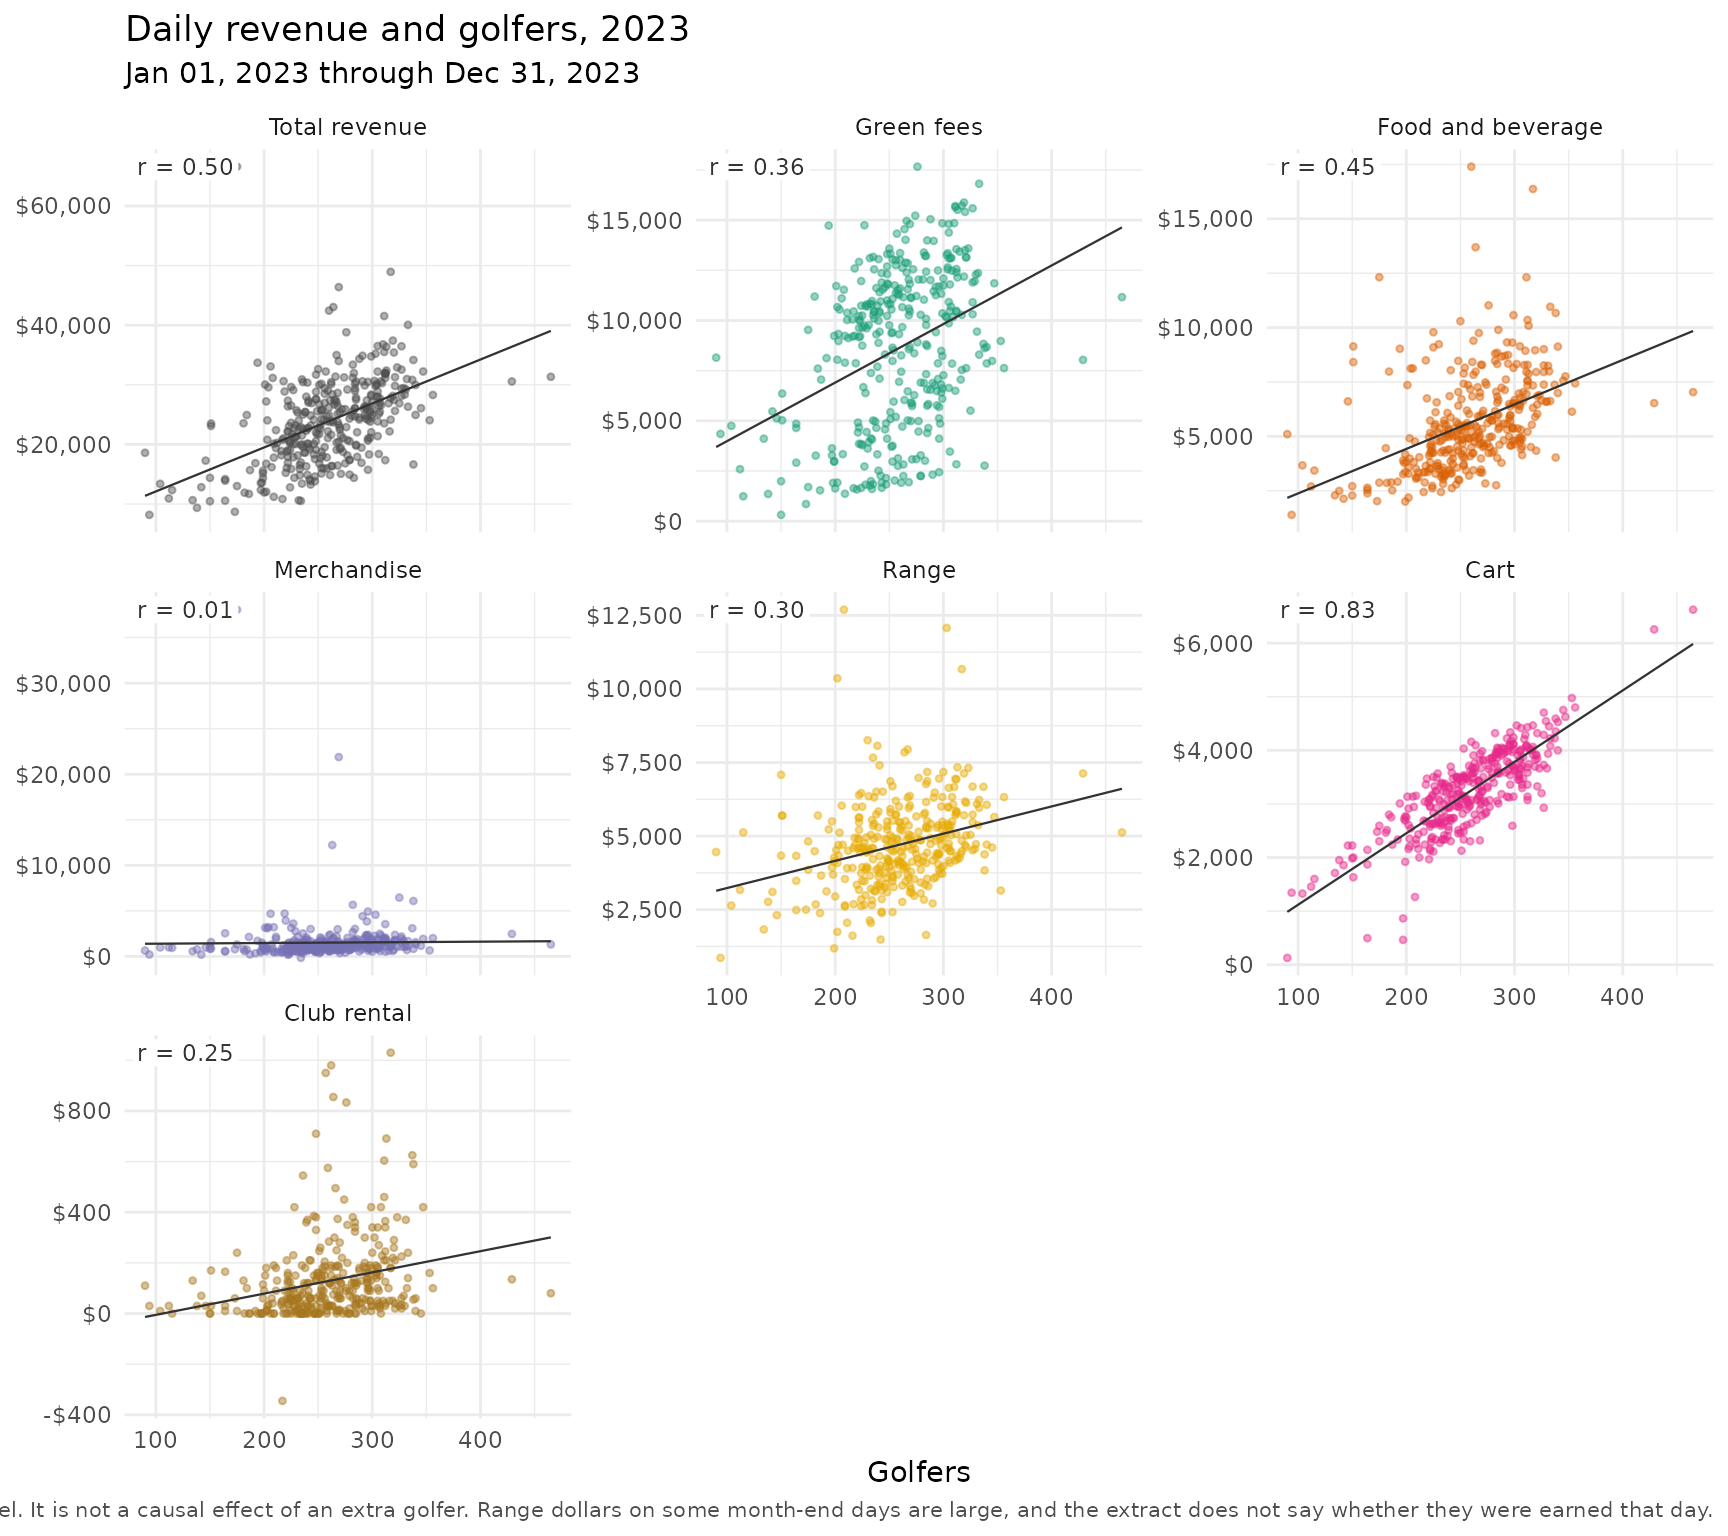 Daily revenue and golfers, 2023
Jan 01, 2023 through Dec 31, 2023
Total revenue
r = 0.50
$60,000
$40,000
$20,000
Green fees
r = 0.36
$15,000
$10,000
$5,000
$0
Food and beverage
r = 0.45
$15,000
$10,000
$5,000
Merchandise
r = 0.01
$30,000
$20,000
$10,000
$0
Range
r = 0.30
$12,500
$10,000
$7,500
$5,000
$2,500
100 200 300 400
Cart
r = 0.83
$6,000
$4,000
$2,000
$0
100 200 300 400
Club rental
r = 0.25
$800
$400
$0
-$400
100 200 300 400
Golfers
It is not a causal effect of an extra golfer. Range dollars on some month-end days are large, and the extract does not say whether they were earned that day.